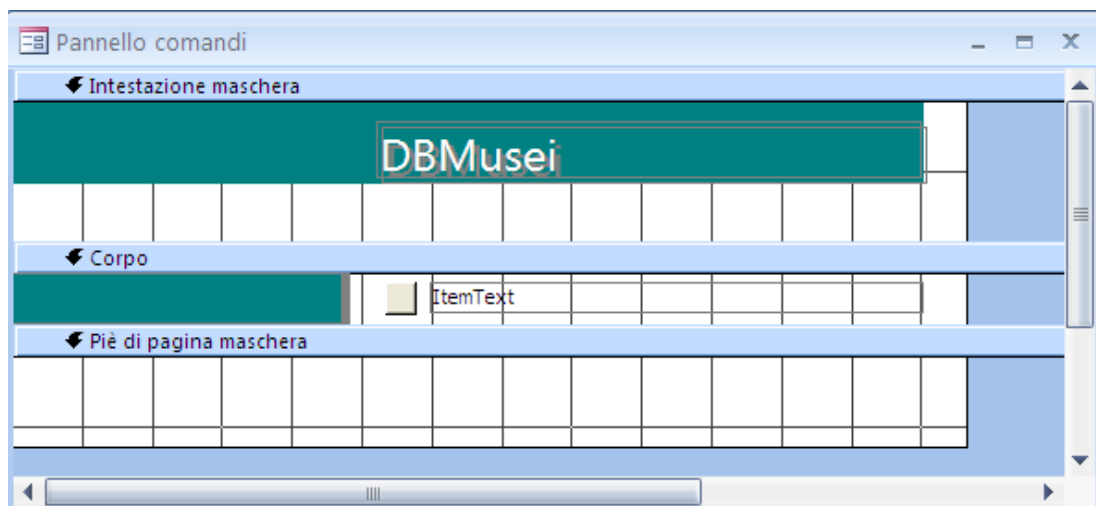 Pannello comandi
Intestazione maschera
DBMusei
Corpo
ItemText
Piè di pagina maschera